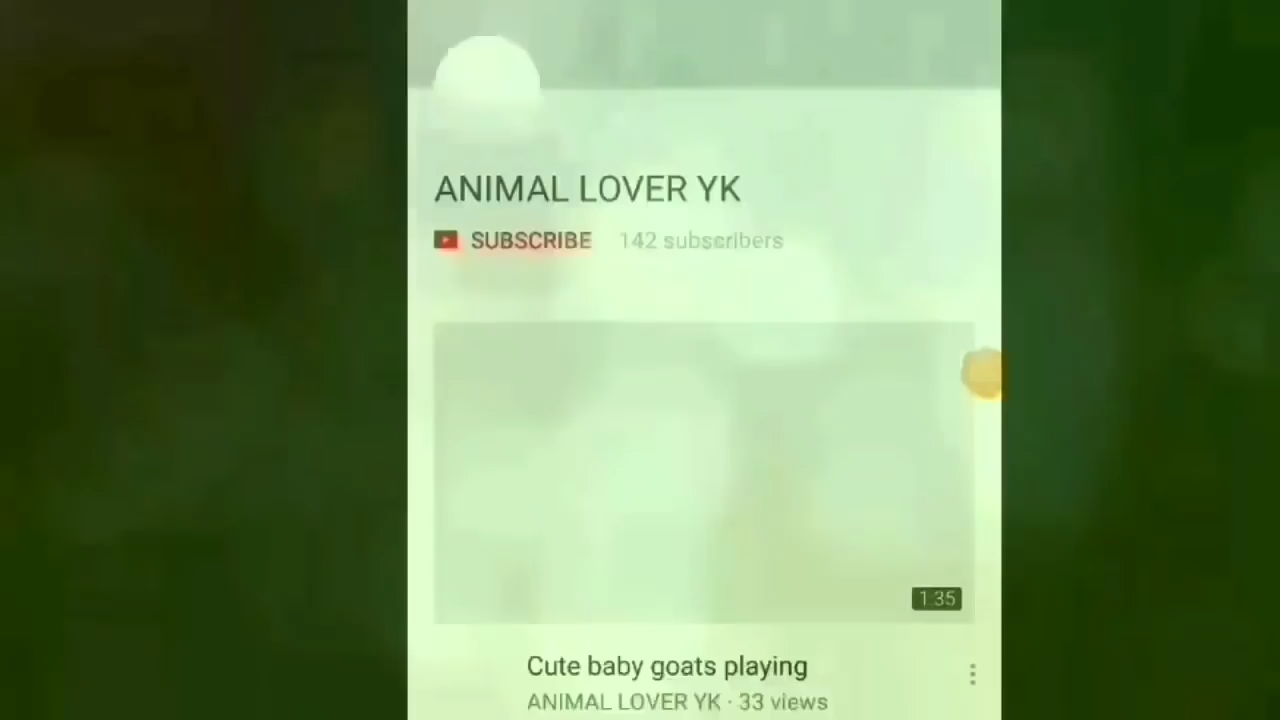 ANIMAL LOVER YK
SUBSCRIBE 142 subscribers
1:35
Cute baby goats playing
ANIMAL LOVER YK · 33 views